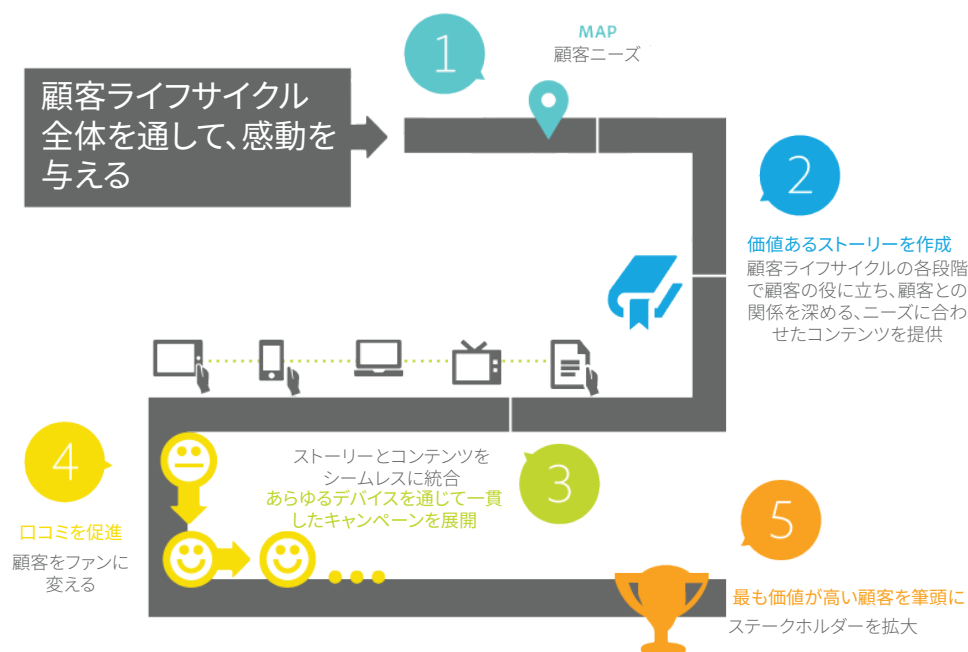 顧客ライフサイクル
全体を通して、感動を
与える
1
MAP
顧客ニーズ
2
価値あるストーリーを作成
顧客ライフサイクルの各段階
で顧客の役に立ち、顧客との
関係を深める、ニーズに合わ
せたコンテンツを提供
3
ストーリーとコンテンツを
シームレスに統合
あらゆるデバイスを通じて一貫
したキャンペーンを展開
4
口コミを促進
顧客をファンに
変える
5
最も価値が高い顧客を筆頭に
ステークホルダーを拡大